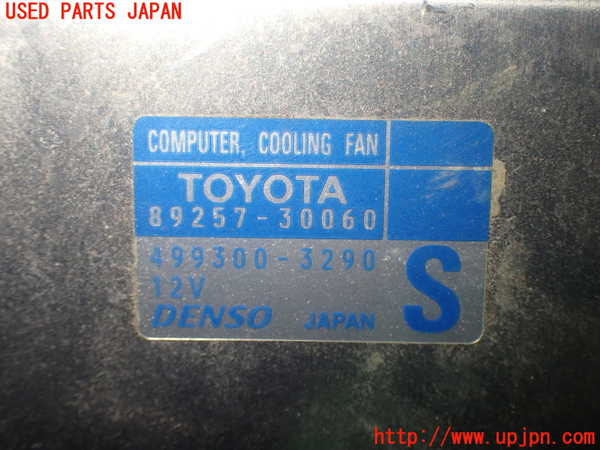 USED PARTS JAPAN
COMPUTER, COOLING FAN
TOYOTA
89257-30060
499300-3290
12V
S
DENSO JAPAN
http://www.upjpn.com/